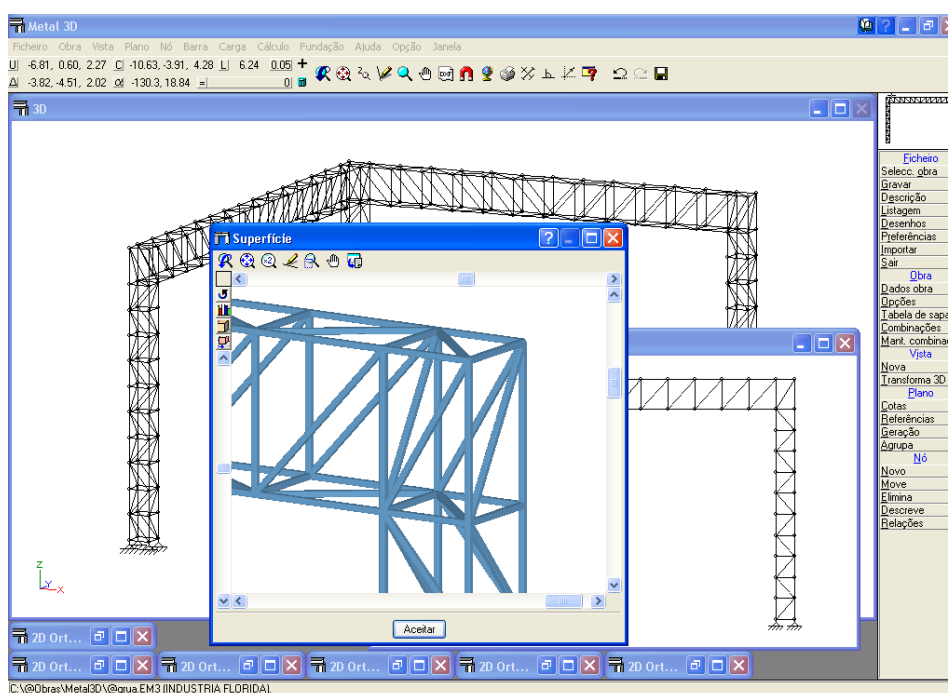 Metal 3D
Ficheiro Obra Vista Plano Nó Barra Carga Cálculo Fundação Ajuda Opção Janela
U -6.81, 0.60, 2.27 C -10.63,-3.91, 4.28 L 6.24 0.05
Δ -3.82,-4.51, 2.02 α -130.3,18.84 = 0
3D
Superfície
Aceitar
Z
Y
X
Ficheiro
Selecc. obra
Gravar
Descrição
Listagem
Desenhos
Preferências
Importar
Sair
Obra
Dados obra
Opções
Tabela de sapa
Combinações
Mant. combina
Vista
Nova
Transforma 3D
Plano
Cotas
Referências
Geração
Agrupa
Nó
Novo
Move
Elimina
Descreve
Relações
2D Ort...
2D Ort... 2D Ort... 2D Ort... 2D Ort... 2D Ort...
C:\@Obras\Metal3D\@grua.EM3 (INDUSTRIA FLORIDA).